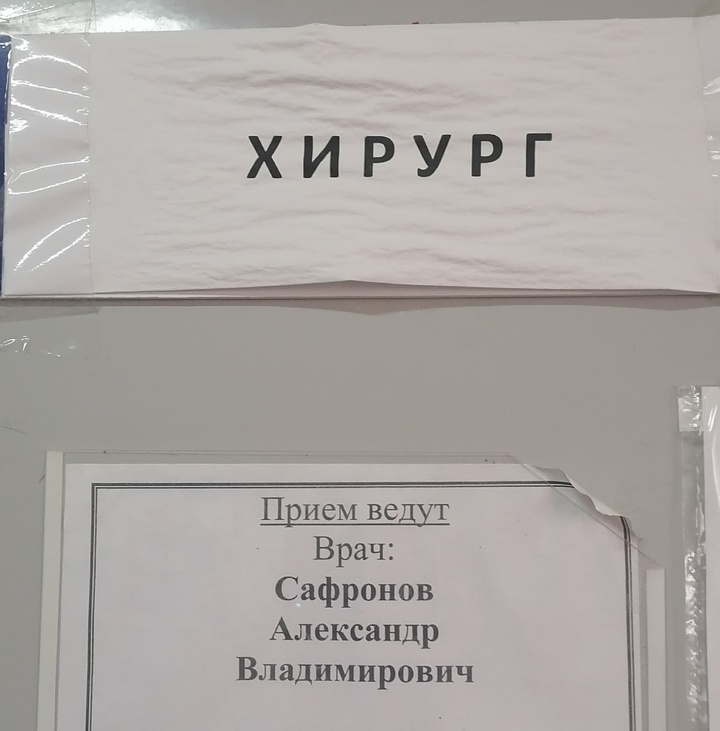 ХИРУРГ
Прием ведут
Врач:
Сафронов
Александр
Владимирович